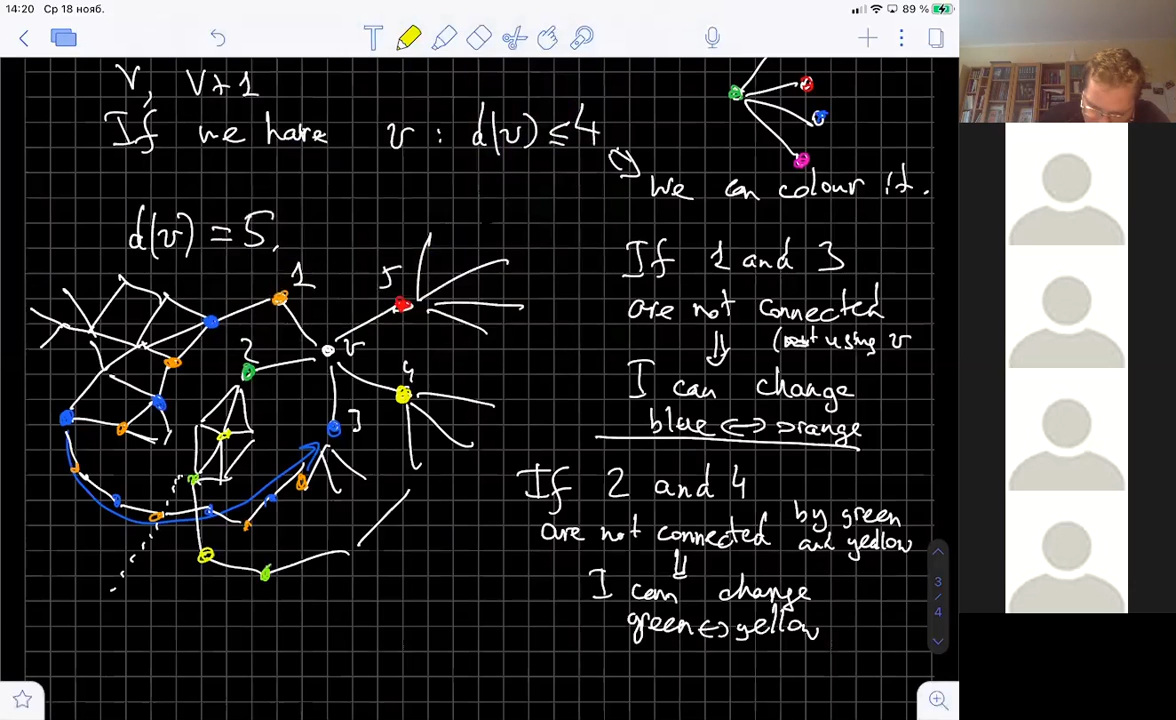 14:20 Ср 18 нояб.
89 %
V, V+1
If we have v : d(v) ≤ 4
we can colour it.
d(v) = 5.
1
5
2
v
4
3
If 1 and 3
are not connected
using v
I can change
blue <=> orange
If 2 and 4
are not connected by green and yellow
I can change
green <=> yellow
3 / 4